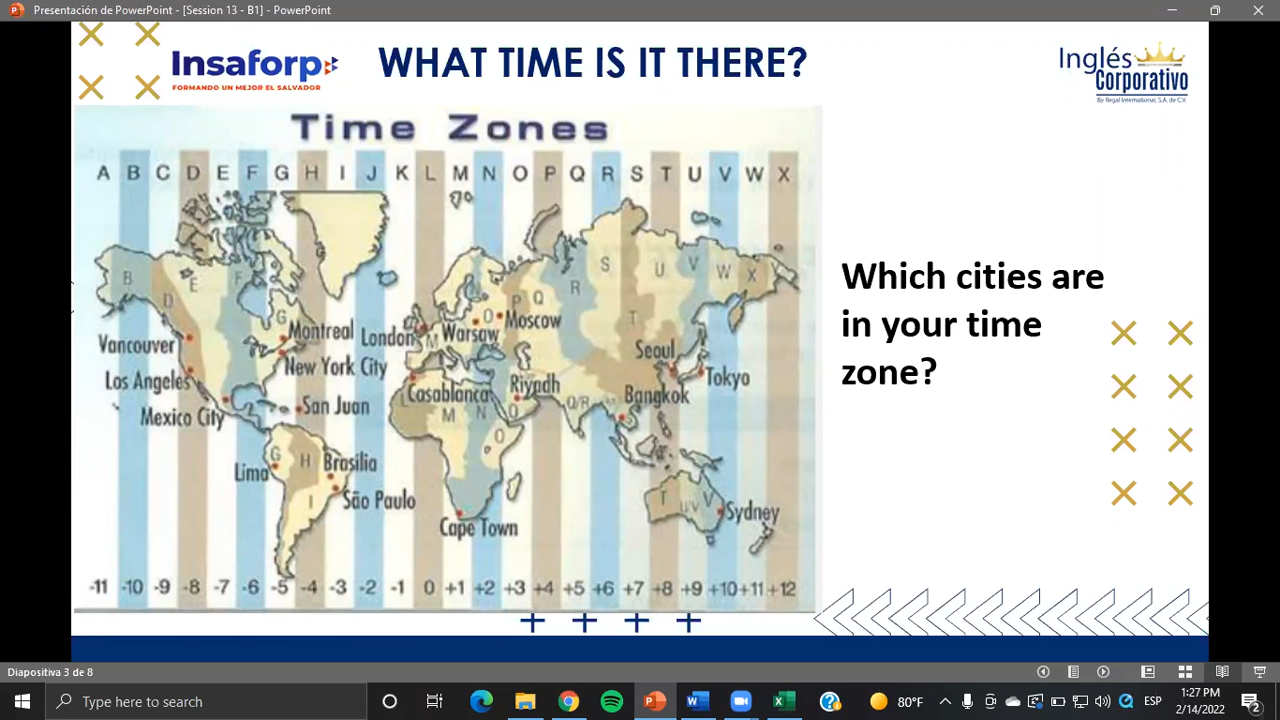 Presentación de PowerPoint - [Session 13 - B1] - PowerPoint
Insaforp
FORMANDO UN MEJOR EL SALVADOR
WHAT TIME IS IT THERE?
Inglés
Corporativo
By Regal International, S.A. de C.V.
Time Zones
A B C D E F G H I J K L M N O P Q R S T U V W X
B D E F G
M O P Q R S T U V W X
Montreal
London
Warsaw
Moscow
Vancouver
New York City
Seoul
Tokyo
Los Angeles
Casablanca
Riyadh
Bangkok
Mexico City
San Juan
M N O Q/R
O
Lima
G H
Brasilia
I
São Paulo
Cape Town
T U/V V
Sydney
-11 -10 -9 -8 -7 -6 -5 -4 -3 -2 -1 0 +1 +2 +3 +4 +5 +6 +7 +8 +9 +10 +11 +12
Which cities are
in your time
zone?
Diapositiva 3 de 8
Type here to search
80°F
ESP
1:27 PM
2/14/2022
2